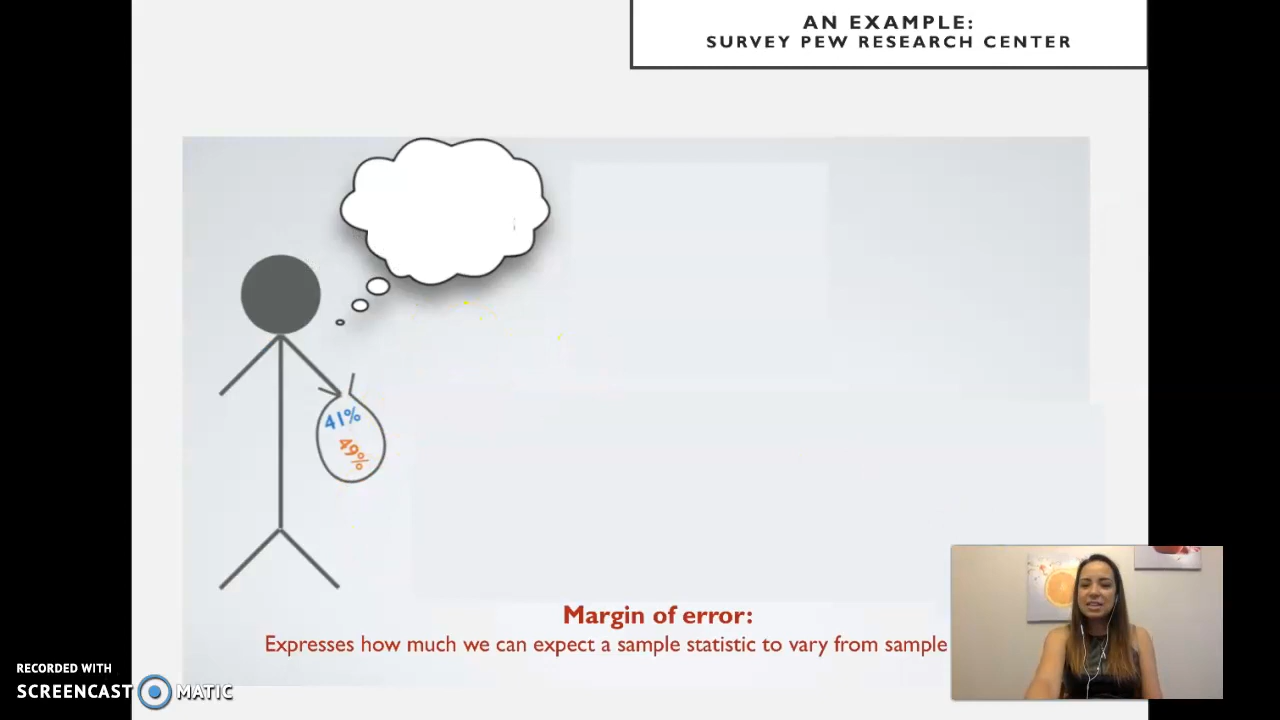 AN EXAMPLE:
SURVEY PEW RESEARCH CENTER
41%
49%
Margin of error:
Expresses how much we can expect a sample statistic to vary from sample
RECORDED WITH
SCREENCAST MATIC